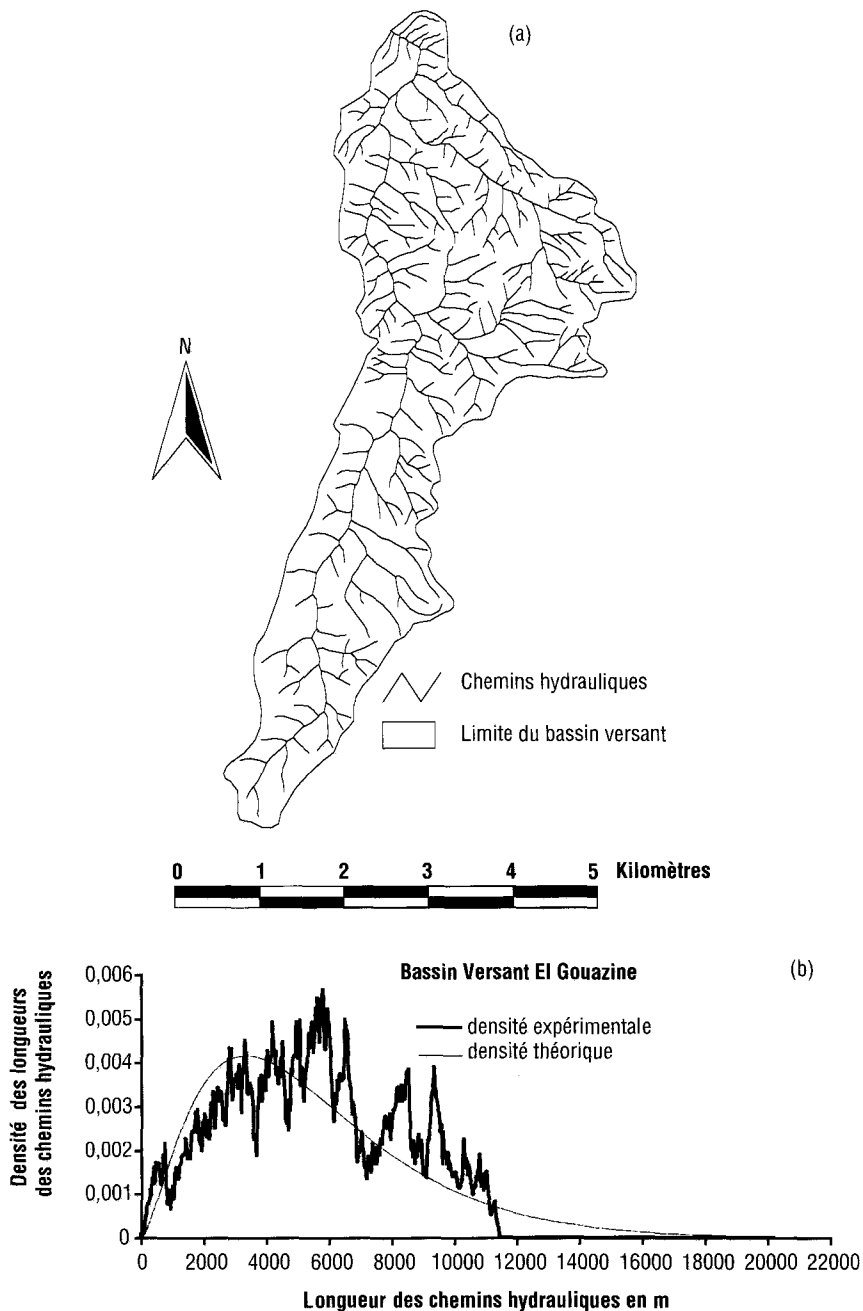 (a)
N
Chemins hydrauliques
Limite du bassin versant
0 1 2 3 4 5 Kilomètres
Bassin Versant El Gouazine
(b)
densité expérimentale
densité théorique
Densité des longueurs
des chemins hydrauliques
0,006
0,005
0,004
0,003
0,002
0,001
0
0 2000 4000 6000 8000 10000 12000 14000 16000 18000 20000 22000
Longueur des chemins hydrauliques en m